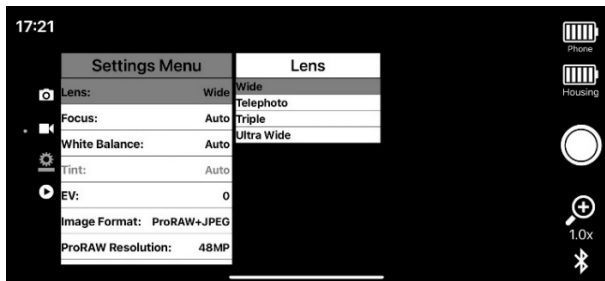 17:21
Phone
Housing
Settings Menu
Lens: Wide
Focus: Auto
White Balance: Auto
Tint: Auto
EV: 0
Image Format: ProRAW+JPEG
ProRAW Resolution: 48MP
Lens
Wide
Telephoto
Triple
Ultra Wide
1.0x